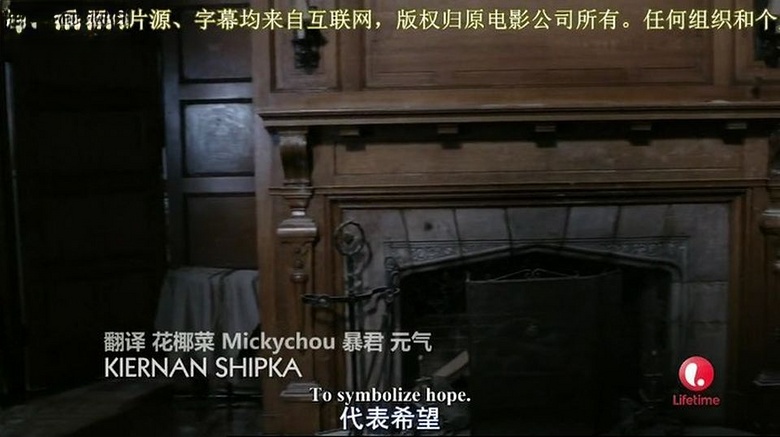 片源、字幕均来自互联网，版权归原电影公司所有。任何组织和个
翻译 花椰菜 Mickychou 暴君 元气
KIERNAN SHIPKA
To symbolize hope.
代表希望
Lifetime